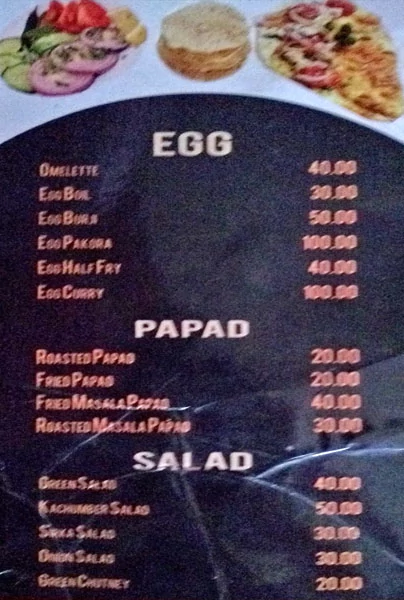 EGG
OMELETTE 40.00
EGG BOIL 30.00
EGG BURJI 50.00
EGG PAKORA 100.00
EGG HALF FRY 40.00
EGG CURRY 100.00
PAPAD
ROASTED PAPAD 20.00
FRIED PAPAD 20.00
FRIED MASALA PAPAD 40.00
ROASTED MASALA PAPAD 30.00
SALAD
GREEN SALAD 40.00
KACHUMBER SALAD 50.00
SIRKA SALAD 30.00
ONION SALAD 30.00
GREEN CHUTNEY 20.00